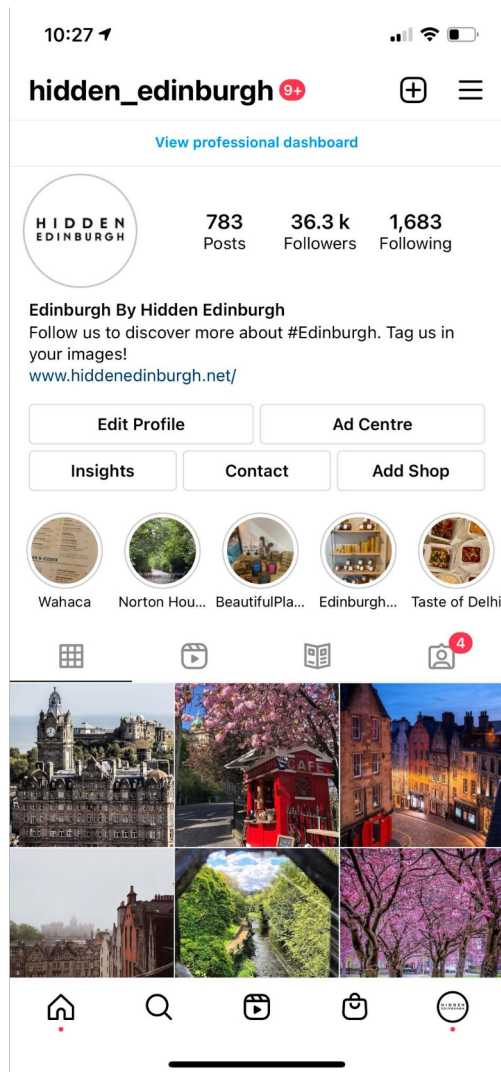 10:27
hidden_edinburgh 9+
View professional dashboard
HIDDEN
EDINBURGH
783 36.3 k 1,683
Posts Followers Following
Edinburgh By Hidden Edinburgh
Follow us to discover more about #Edinburgh. Tag us in
your images!
www.hiddenedinburgh.net/
Edit Profile Ad Centre
Insights Contact Add Shop
Wahaca Norton Hou... BeautifulPla... Edinburgh... Taste of Delhi
4
CAFE
HIDDEN
EDINBURGH